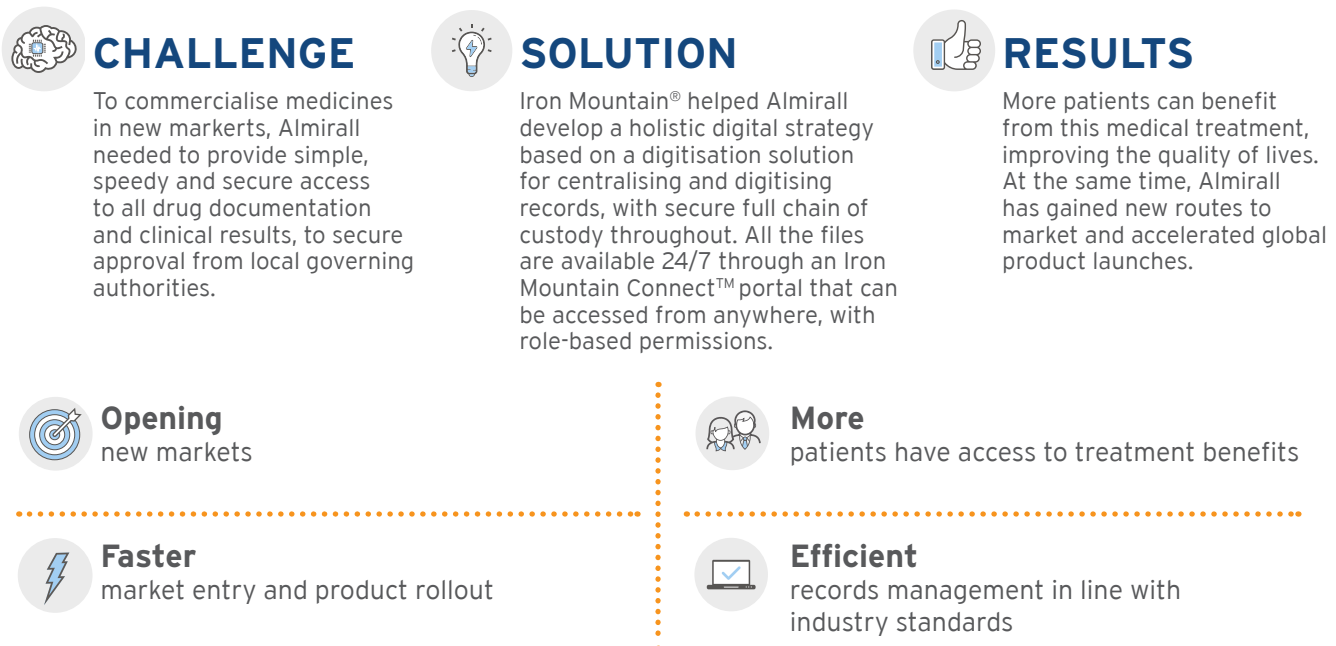 CHALLENGE
To commercialise medicines
in new markerts, Almirall
needed to provide simple,
speedy and secure access
to all drug documentation
and clinical results, to secure
approval from local governing
authorities.
SOLUTION
Iron Mountain® helped Almirall
develop a holistic digital strategy
based on a digitisation solution
for centralising and digitising
records, with secure full chain of
custody throughout. All the files
are available 24/7 through an Iron
Mountain Connect™ portal that can
be accessed from anywhere, with
role-based permissions.
RESULTS
More patients can benefit
from this medical treatment,
improving the quality of lives.
At the same time, Almirall
has gained new routes to
market and accelerated global
product launches.
Opening
new markets
More
patients have access to treatment benefits
Faster
market entry and product rollout
Efficient
records management in line with
industry standards